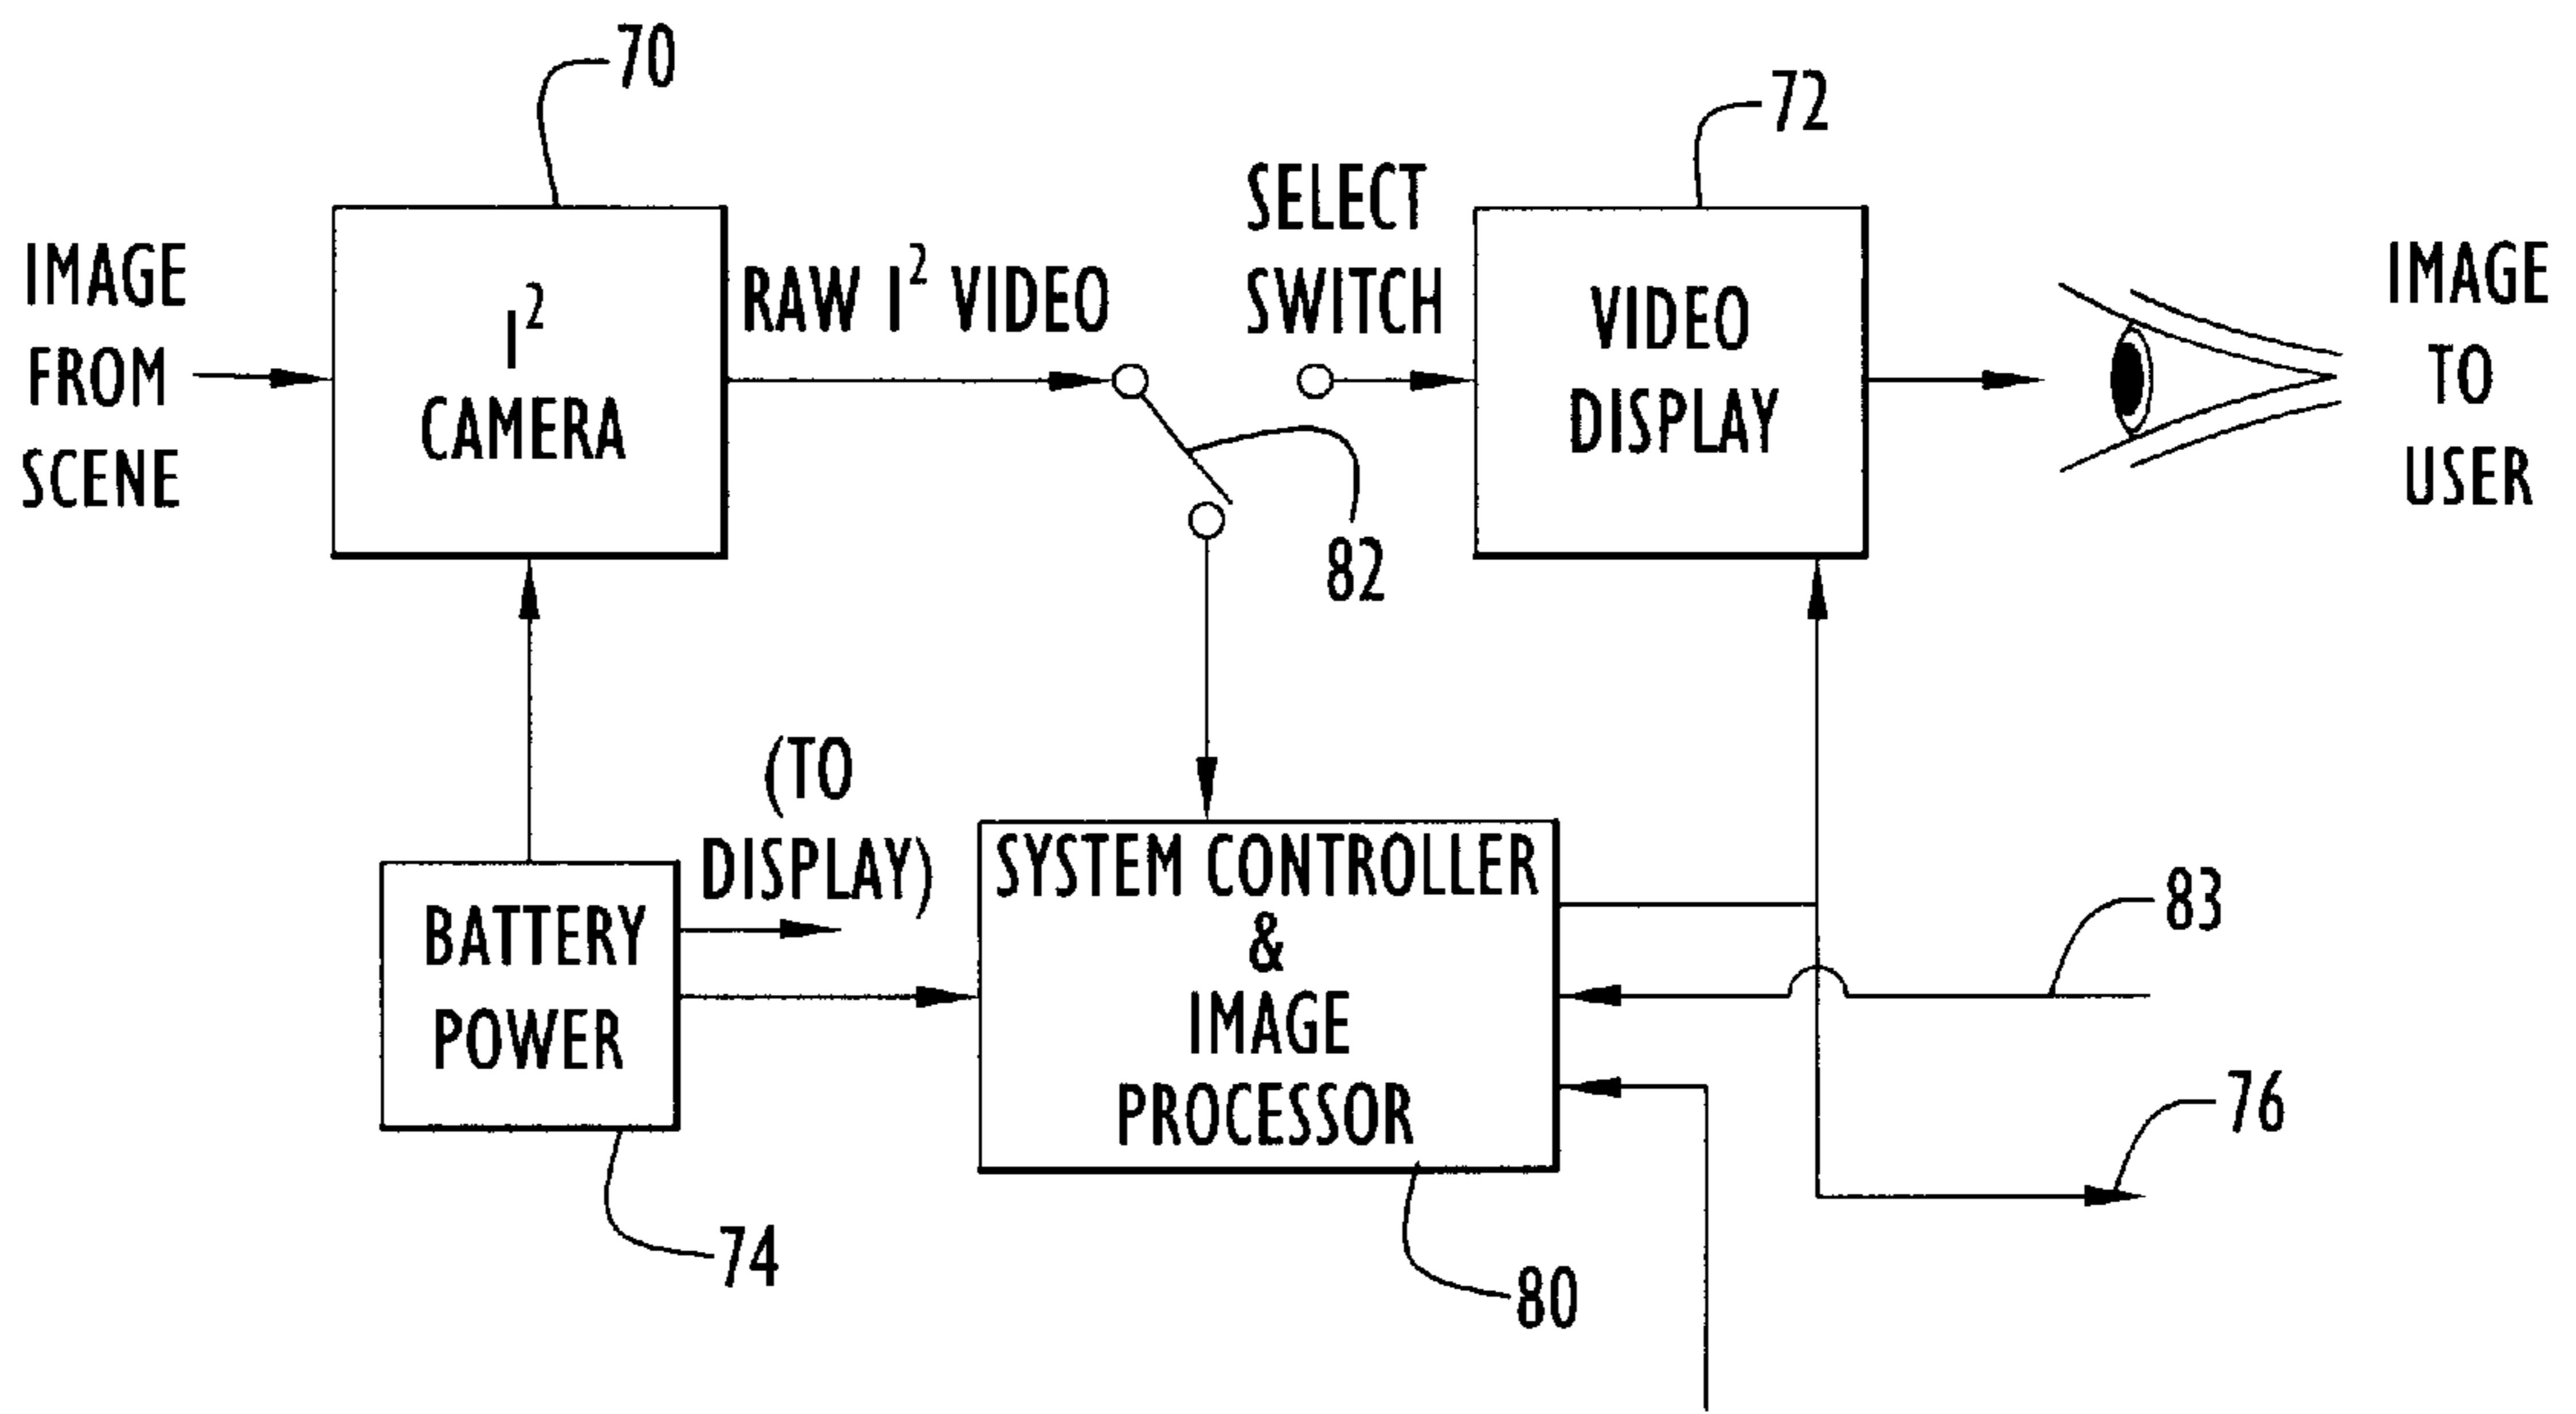 70
72
IMAGE
FROM
SCENE
I²
CAMERA
RAW I² VIDEO
SELECT
SWITCH
VIDEO
DISPLAY
IMAGE
TO
USER
82
(TO
DISPLAY)
BATTERY
POWER
SYSTEM CONTROLLER
&
IMAGE
PROCESSOR
83
76
74
80